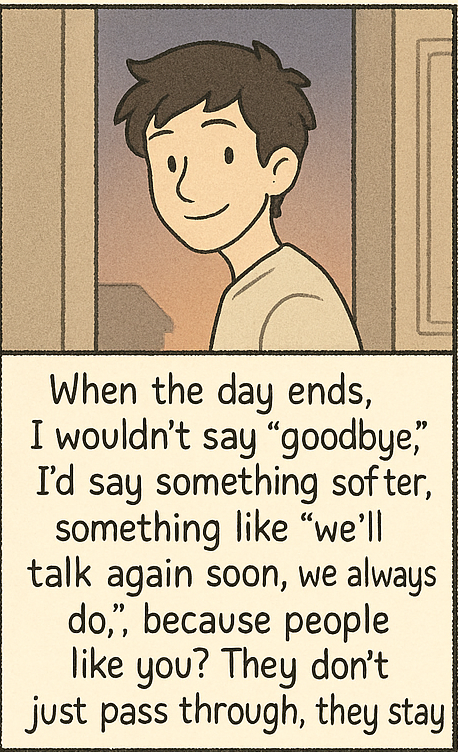 When the day ends,
I wouldn't say “goodbye,”
I'd say something softer,
something like “we'll
talk again soon, we always
do,”, because people
like you? They don't
just pass through, they stay